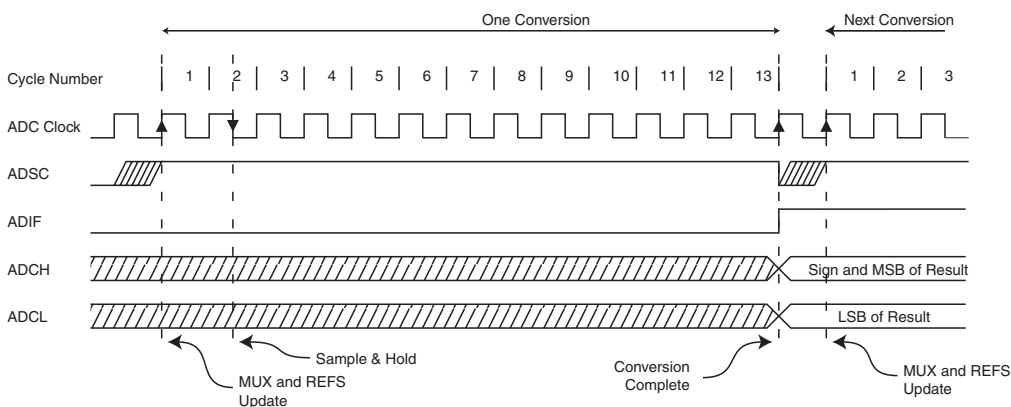 One Conversion
Next Conversion
Cycle Number 1 2 3 4 5 6 7 8 9 10 11 12 13 1 2 3
ADC Clock
ADSC
ADIF
ADCH Sign and MSB of Result
ADCL LSB of Result
Sample & Hold
MUX and REFS
Update
Conversion
Complete
MUX and REFS
Update